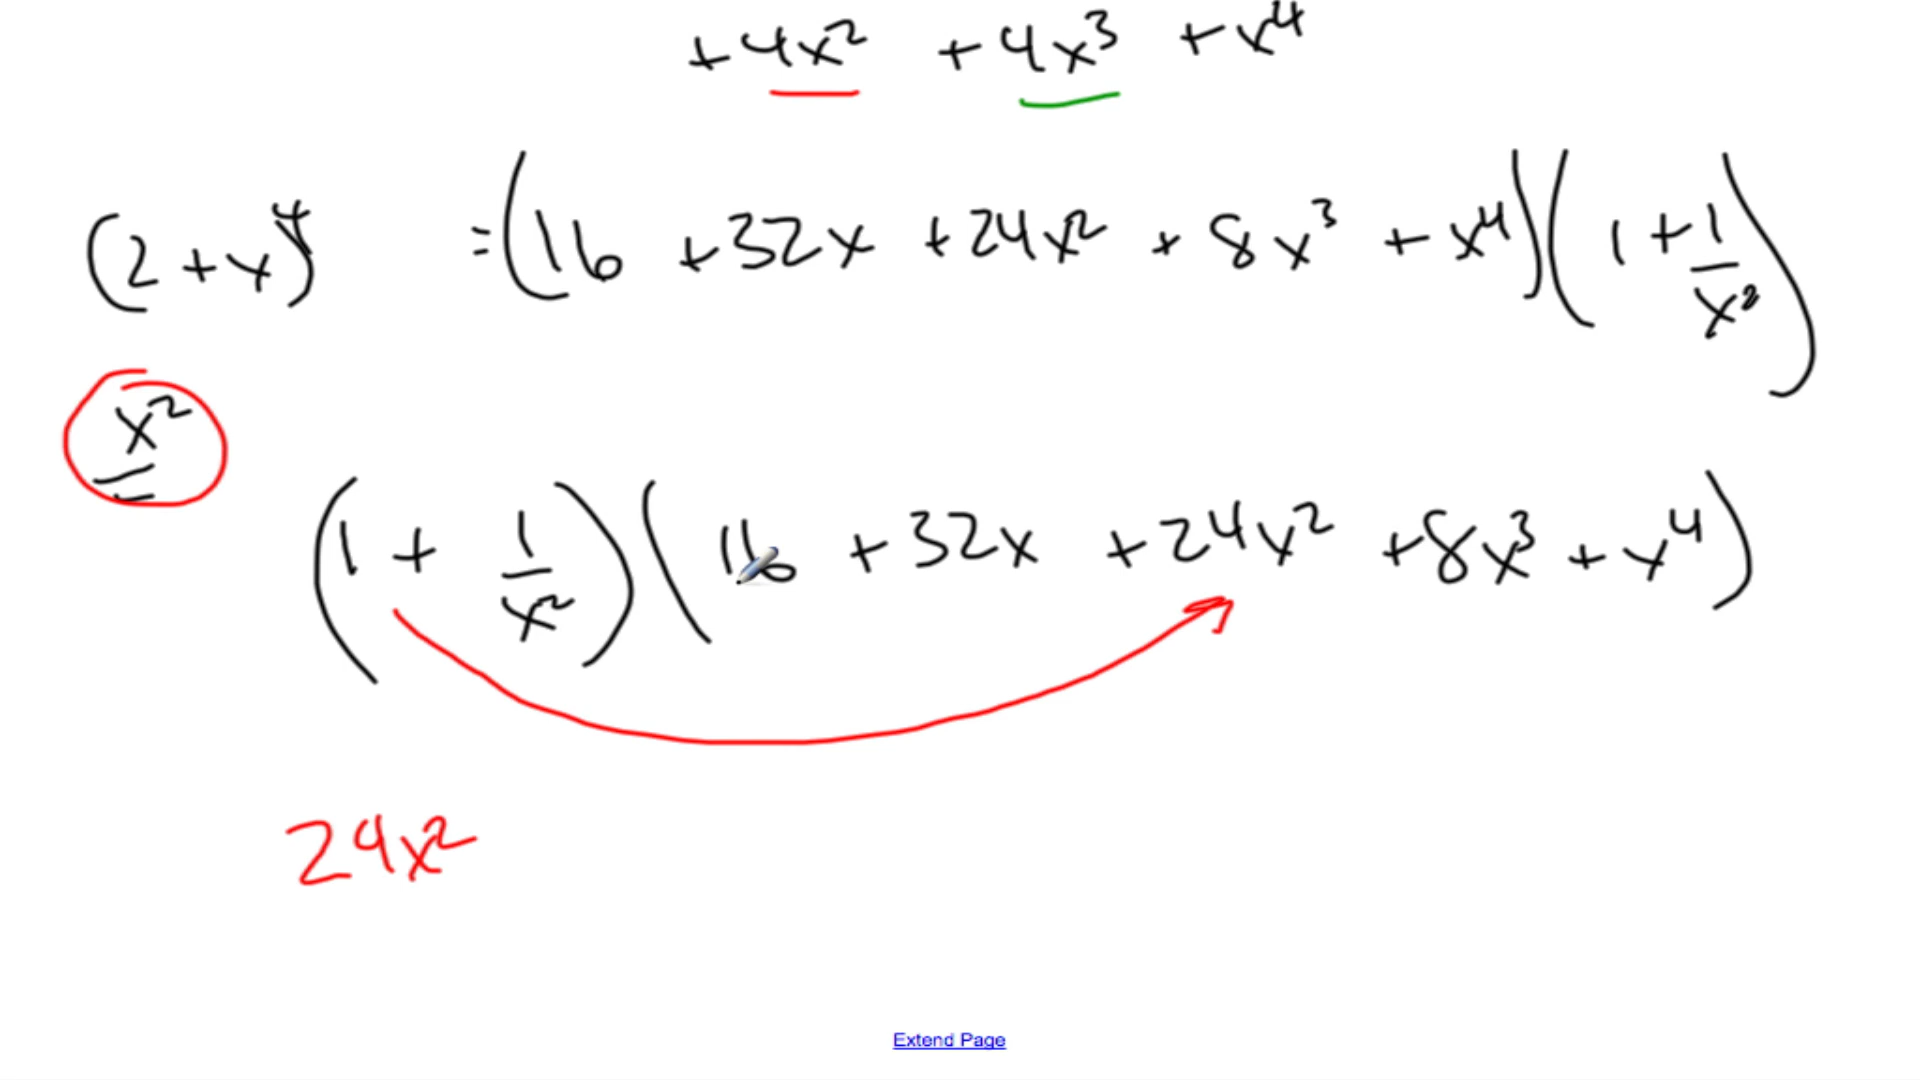 +4x² +4x³ +x⁴
(2+x)⁴ =(16 +32x +24x² + 8x³ + x⁴)(1+1/x²)
x²
(1 + 1/x²)(16 +32x +24x² +8x³ + x⁴)
24x²
Extend Page